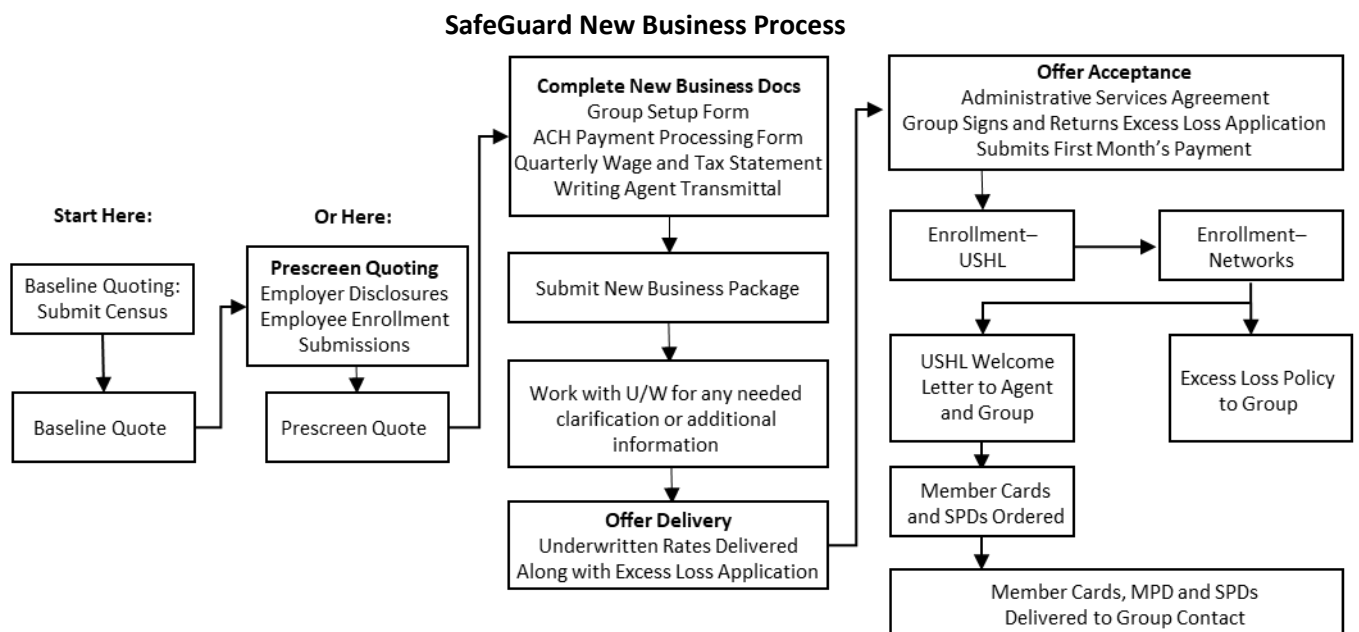 SafeGuard New Business Process
Start Here:
Baseline Quoting:
Submit Census
Baseline Quote
Or Here:
Prescreen Quoting
Employer Disclosures
Employee Enrollment
Submissions
Prescreen Quote
Complete New Business Docs
Group Setup Form
ACH Payment Processing Form
Quarterly Wage and Tax Statement
Writing Agent Transmittal
Submit New Business Package
Work with U/W for any needed
clarification or additional
information
Offer Delivery
Underwritten Rates Delivered
Along with Excess Loss Application
Offer Acceptance
Administrative Services Agreement
Group Signs and Returns Excess Loss Application
Submits First Month's Payment
Enrollment–
USHL
Enrollment–
Networks
USHL Welcome
Letter to Agent
and Group
Excess Loss Policy
to Group
Member Cards
and SPDs Ordered
Member Cards, MPD and SPDs
Delivered to Group Contact